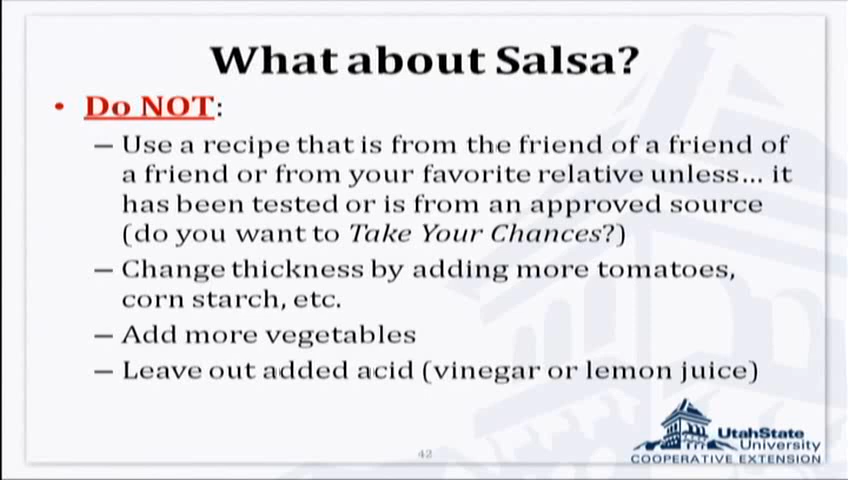 What about Salsa?
• Do NOT:
– Use a recipe that is from the friend of a friend of
a friend or from your favorite relative unless... it
has been tested or is from an approved source
(do you want to Take Your Chances?)
– Change thickness by adding more tomatoes,
corn starch, etc.
– Add more vegetables
– Leave out added acid (vinegar or lemon juice)
42
UtahState
University
COOPERATIVE EXTENSION